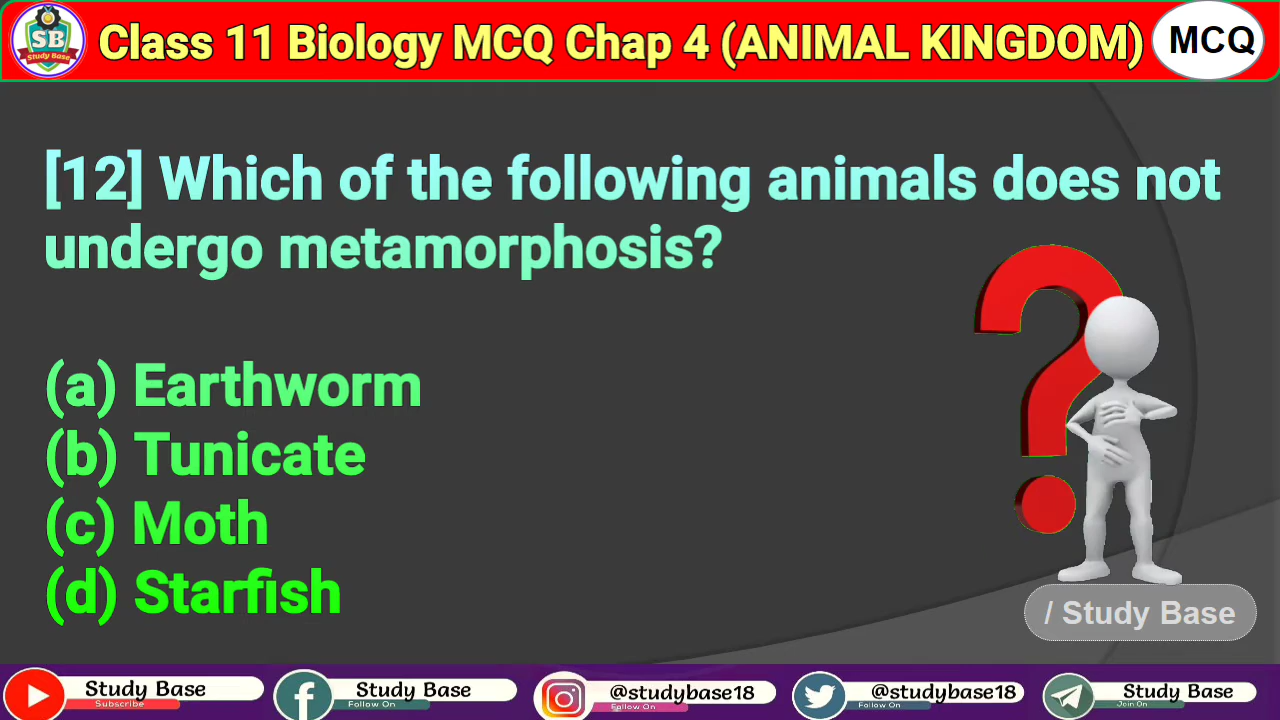 SB
Study Base
Class 11 Biology MCQ Chap 4 (ANIMAL KINGDOM)
MCQ
[12] Which of the following animals does not
undergo metamorphosis?
(a) Earthworm
(b) Tunicate
(c) Moth
(d) Starfish
/ Study Base
Study Base
Subscribe
Study Base
Follow On
@studybase18
Follow On
@studybase18
Follow On
Study Base
Join On